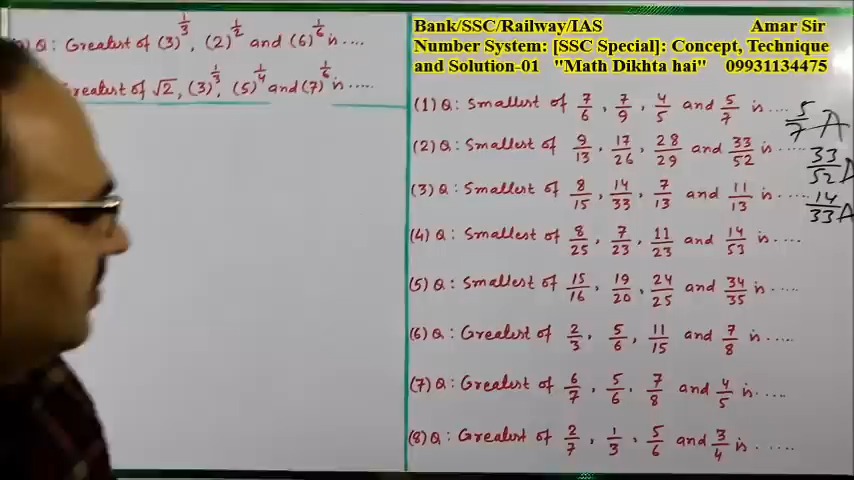 Q: Greatest of (3)^1/3, (2)^1/2 and (6)^1/6 is ....
reatest of √2, (3)^1/3, (5)^1/4 and (7)^1/6 is .....
Bank/SSC/Railway/IAS Amar Sir
Number System: [SSC Special]: Concept, Technique
and Solution-01 "Math Dikhta hai" 09931134475
(1) Q: Smallest of 7/6, 7/9, 4/5 and 5/7 is .... 5/7 A
(2) Q: Smallest of 9/13, 17/26, 28/29 and 33/52 is ..... 33/52 A
(3) Q: Smallest of 8/15, 14/33, 7/13 and 11/13 is ..... 14/33 A
(4) Q: Smallest of 8/25, 7/23, 11/23 and 14/53 is .....
(5) Q: Smallest of 15/16, 19/20, 24/25 and 34/35 is .....
(6) Q: Greatest of 2/3, 5/6, 11/15 and 7/8 is .....
(7) Q: Greatest of 6/7, 5/6, 7/8 and 4/5 is .....
(8) Q: Greatest of 2/7, 1/3, 5/6 and 3/4 is .....